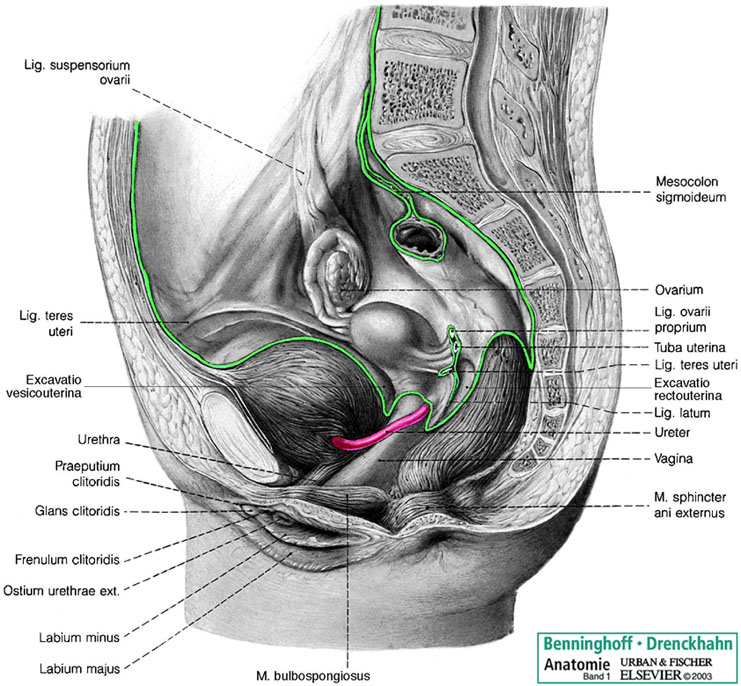 Lig. suspensorium
ovarii
Lig. teres
uteri
Excavatio
vesicouterina
Urethra
Praeputium
clitoridis
Glans clitoridis
Frenulum clitoridis
Ostium urethrae ext.
Labium minus
Labium majus
M. bulbospongiosus
Mesocolon
sigmoideum
Ovarium
Lig. ovarii
proprium
Tuba uterina
Lig. teres uteri
Excavatio
rectouterina
Lig. latum
Ureter
Vagina
M. sphincter
ani externus
Benninghoff · Drenckhahn
Anatomie URBAN & FISCHER
Band 1 ELSEVIER © 2003